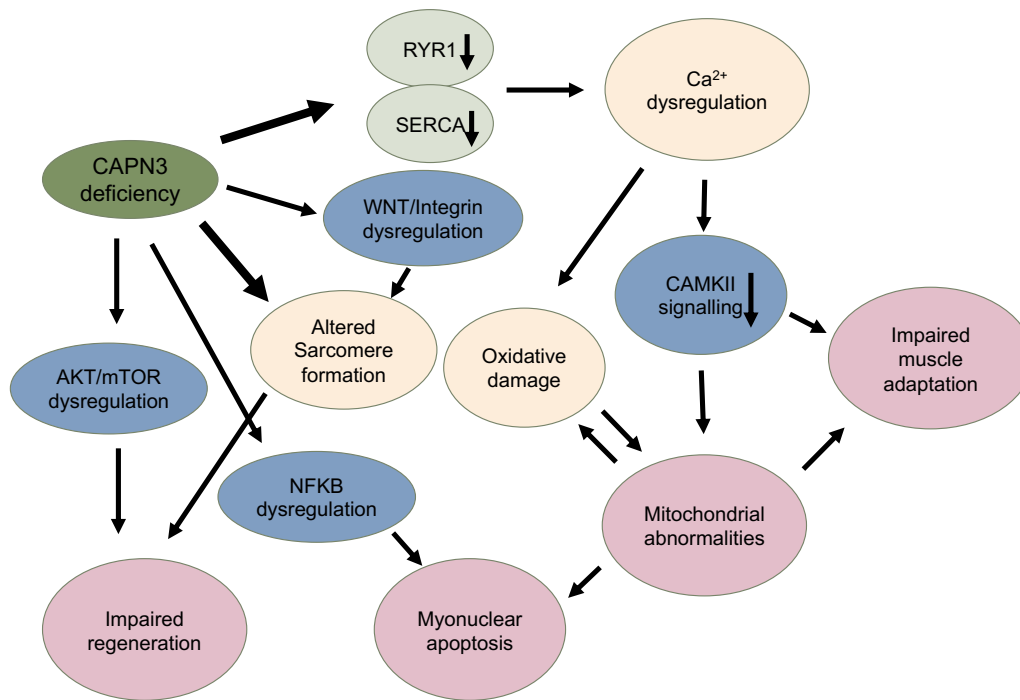 RYR1
SERCA
Ca²⁺
dysregulation
CAPN3
deficiency
WNT/Integrin
dysregulation
CAMKII
signalling
Altered
Sarcomere
formation
Oxidative
damage
Impaired
muscle
adaptation
AKT/mTOR
dysregulation
NFKB
dysregulation
Mitochondrial
abnormalities
Impaired
regeneration
Myonuclear
apoptosis